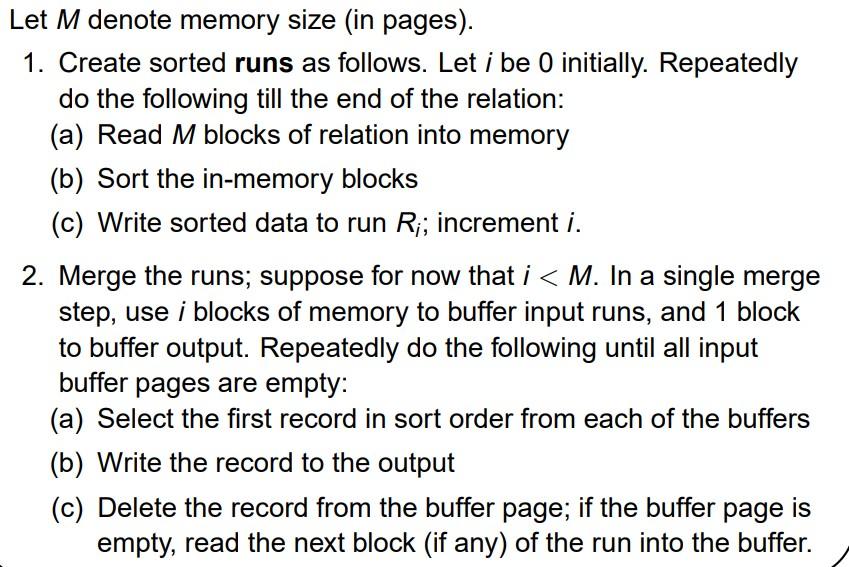 Let M denote memory size (in pages).
1. Create sorted runs as follows. Let i be 0 initially. Repeatedly
do the following till the end of the relation:
(a) Read M blocks of relation into memory
(b) Sort the in-memory blocks
(c) Write sorted data to run Ri; increment i.
2. Merge the runs; suppose for now that i < M. In a single merge
step, use i blocks of memory to buffer input runs, and 1 block
to buffer output. Repeatedly do the following until all input
buffer pages are empty:
(a) Select the first record in sort order from each of the buffers
(b) Write the record to the output
(c) Delete the record from the buffer page; if the buffer page is
empty, read the next block (if any) of the run into the buffer.